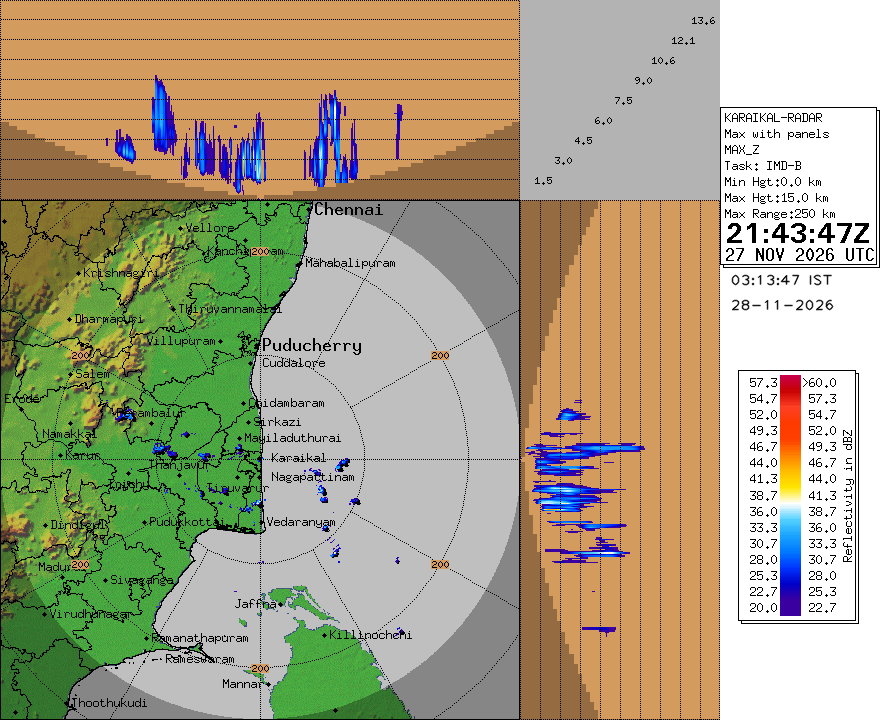 13.6
12.1
10.6
9.0
7.5
6.0
4.5
3.0
1.5
KARAIKAL-RADAR
Max with panels
MAX_Z
Task: IMD-B
Min Hgt:0.0 km
Max Hgt:15.0 km
Max Range:250 km
21:43:47Z
27 NOV 2026 UTC
03:13:47 IST
28-11-2026
Chennai
Vellore
200
Mahabalipuram
Krishnagiri
Thiruvannamalai
Dharmapuri
Villupuram
Puducherry
200
200
Cuddalore
Salem
Erode
Chidambaram
Perambalur
Sirkazi
Namakkal
Mayiladuthurai
Karur
Karaikal
Thanjavur
Nagapattinam
Tiruvarur
Dindigul
Pudukkottai
Vedaranyam
200
200
Madurai
Sivaganga
Jaffna
Virudhunagar
Killinochchi
Ramanathapuram
Rameswaram
200
Mannar
Thoothukudi
57.3 >60.0
54.7 57.3
52.0 54.7
49.3 52.0
46.7 49.3
44.0 46.7
41.3 44.0
38.7 41.3
36.0 38.7
33.3 36.0
30.7 33.3
28.0 30.7
25.3 28.0
22.7 25.3
20.0 22.7
Reflectivity in dBZ